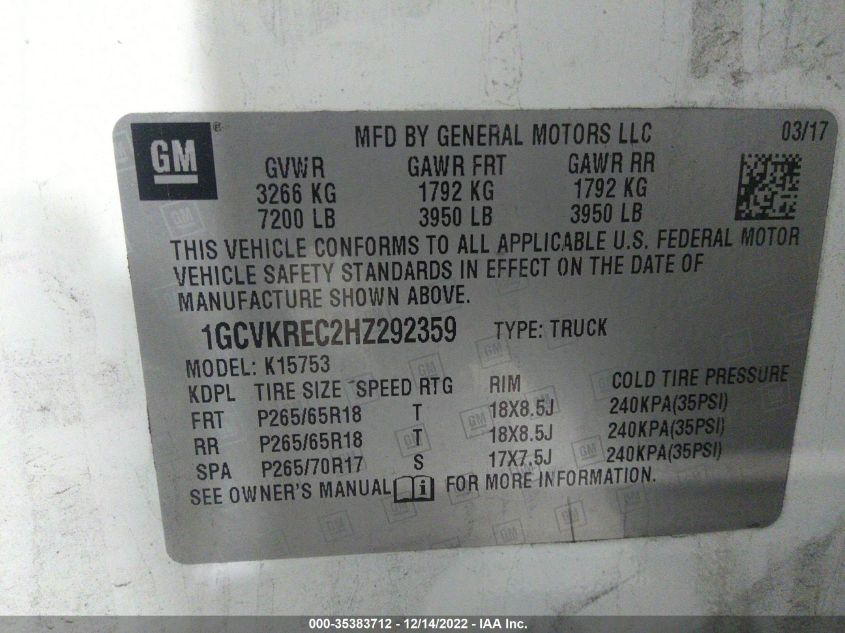 GM
MFD BY GENERAL MOTORS LLC 03/17
GVWR GAWR FRT GAWR RR
3266 KG 1792 KG 1792 KG
7200 LB 3950 LB 3950 LB
THIS VEHICLE CONFORMS TO ALL APPLICABLE U.S. FEDERAL MOTOR
VEHICLE SAFETY STANDARDS IN EFFECT ON THE DATE OF
MANUFACTURE SHOWN ABOVE.
1GCVKREC2HZ292359 TYPE: TRUCK
MODEL: K15753
KDPL TIRE SIZE SPEED RTG RIM COLD TIRE PRESSURE
FRT P265/65R18 T 18X8.5J 240KPA(35PSI)
RR P265/65R18 T 18X8.5J 240KPA(35PSI)
SPA P265/70R17 S 17X7.5J 240KPA(35PSI)
SEE OWNER'S MANUAL i FOR MORE INFORMATION.
000-35383712 - 12/14/2022 - IAA Inc.